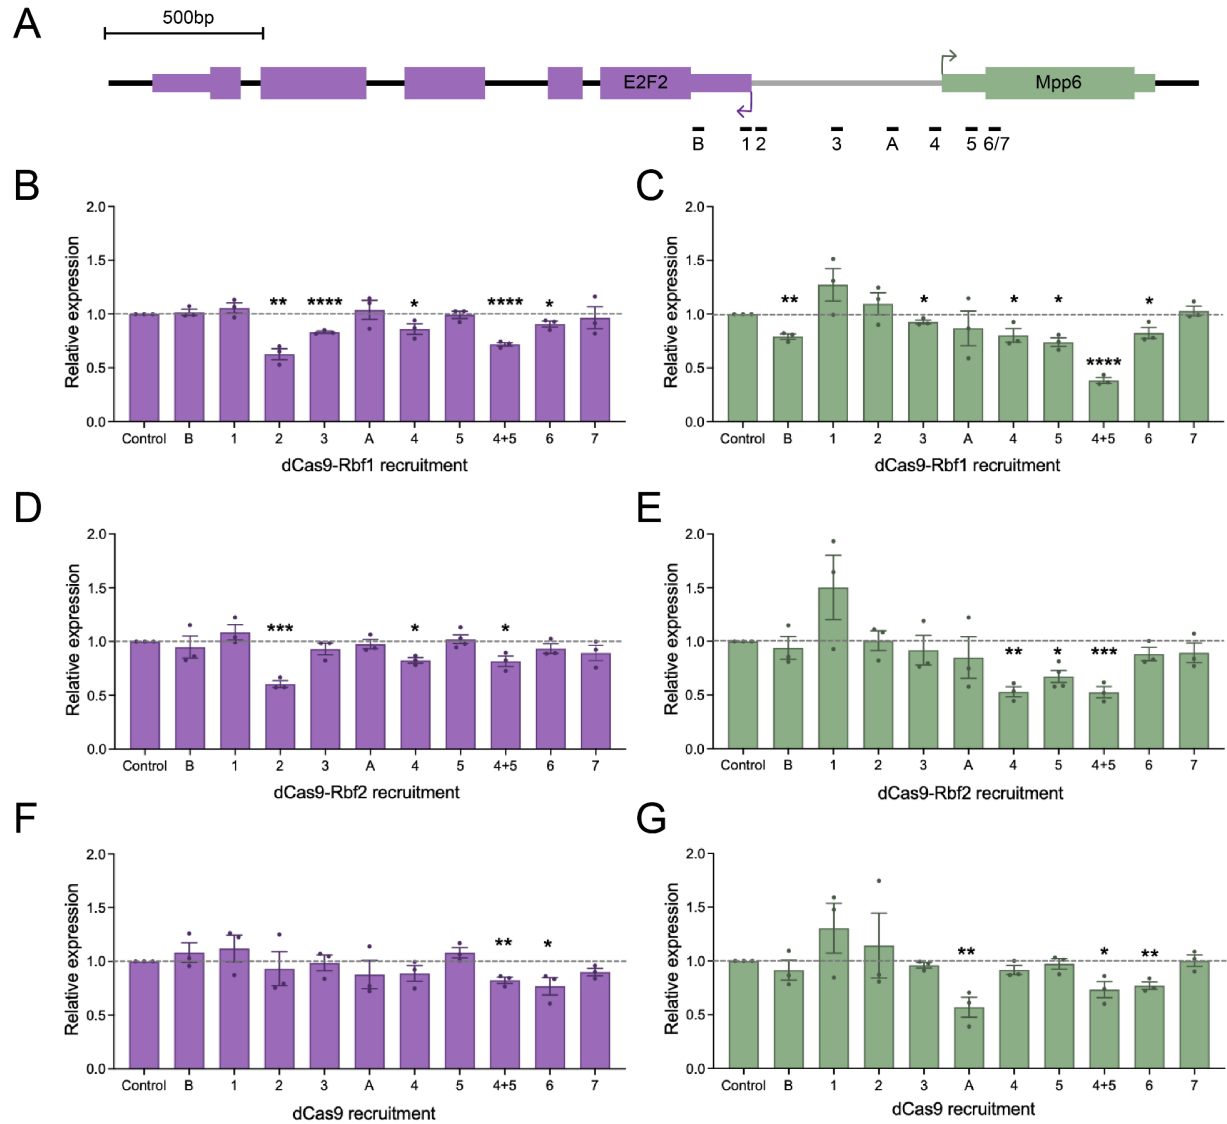 A
500bp
E2F2
Mpp6
B 1 2 3 A 4 5 6/7
B
Relative expression
2.0
1.5
1.0
0.5
0.0
** **** * **** *
Control B 1 2 3 A 4 5 4+5 6 7
dCas9-Rbf1 recruitment
C
Relative expression
2.0
1.5
1.0
0.5
0.0
** * * * **** *
Control B 1 2 3 A 4 5 4+5 6 7
dCas9-Rbf1 recruitment
D
Relative expression
2.0
1.5
1.0
0.5
0.0
*** * *
Control B 1 2 3 A 4 5 4+5 6 7
dCas9-Rbf2 recruitment
E
Relative expression
2.0
1.5
1.0
0.5
0.0
** * ***
Control B 1 2 3 A 4 5 4+5 6 7
dCas9-Rbf2 recruitment
F
Relative expression
2.0
1.5
1.0
0.5
0.0
** *
Control B 1 2 3 A 4 5 4+5 6 7
dCas9 recruitment
G
Relative expression
2.0
1.5
1.0
0.5
0.0
** * **
Control B 1 2 3 A 4 5 4+5 6 7
dCas9 recruitment